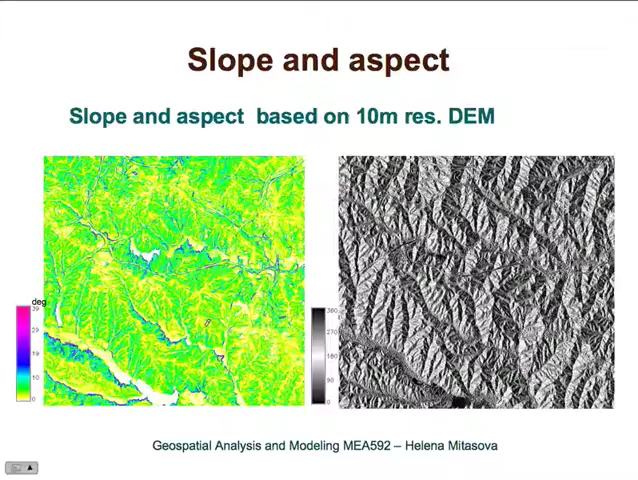 Slope and aspect
Slope and aspect based on 10m res. DEM
deg
39
29
19
10
0
360
270
180
90
0
Geospatial Analysis and Modeling MEA592 – Helena Mitasova